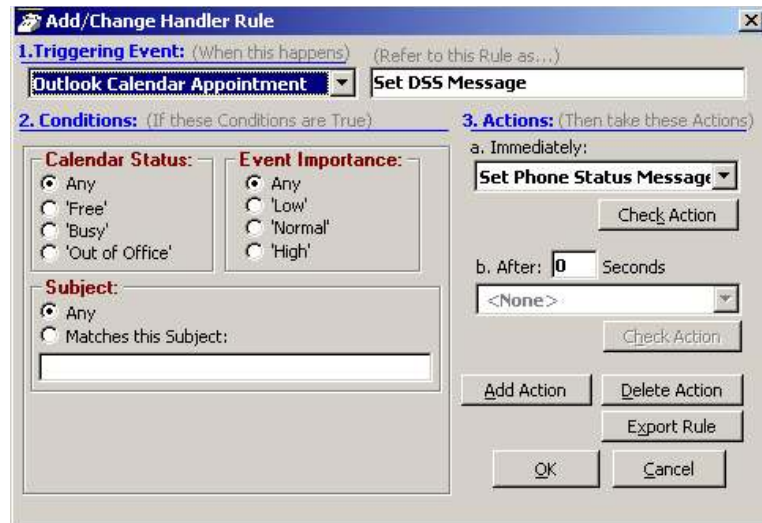 Add/Change Handler Rule
1.Triggering Event: (When this happens)
(Refer to this Rule as...)
Outlook Calendar Appointment
Set DSS Message
2. Conditions: (If these Conditions are True)
3. Actions: (Then take these Actions)
Calendar Status:
Any
'Free'
'Busy'
'Out of Office'
Event Importance:
Any
'Low'
'Normal'
'High'
Subject:
Any
Matches this Subject:
a. Immediately:
Set Phone Status Message
Check Action
b. After: 0 Seconds
<None>
Check Action
Add Action
Delete Action
Export Rule
OK
Cancel